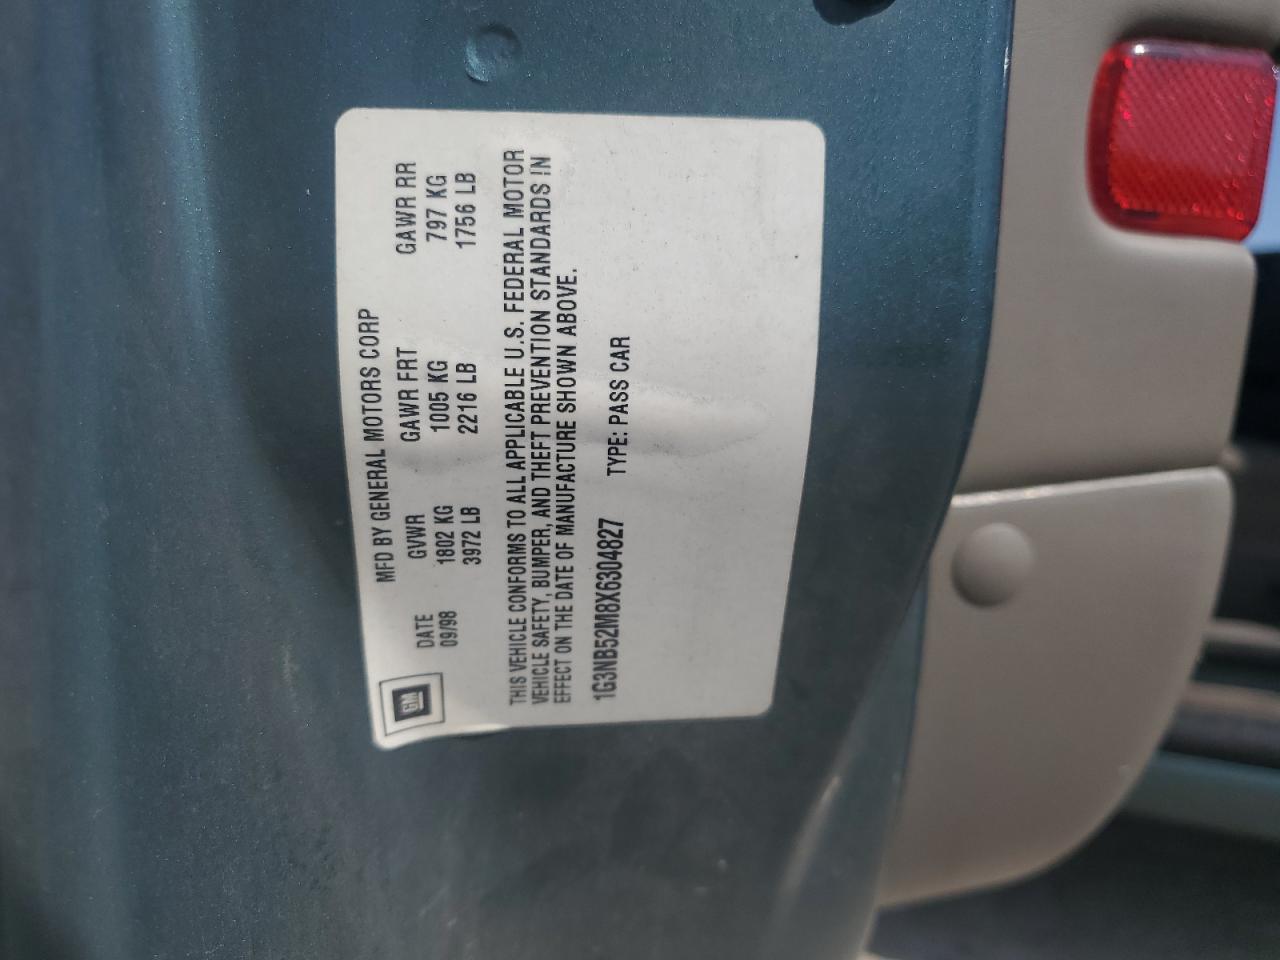 GM
MFD BY GENERAL MOTORS CORP
DATE GVWR GAWR FRT GAWR RR
09/98 1802 KG 1005 KG 797 KG
3972 LB 2216 LB 1756 LB
THIS VEHICLE CONFORMS TO ALL APPLICABLE U.S. FEDERAL MOTOR
VEHICLE SAFETY, BUMPER, AND THEFT PREVENTION STANDARDS IN
EFFECT ON THE DATE OF MANUFACTURE SHOWN ABOVE.
1G3NB52M8X6304827 TYPE: PASS CAR